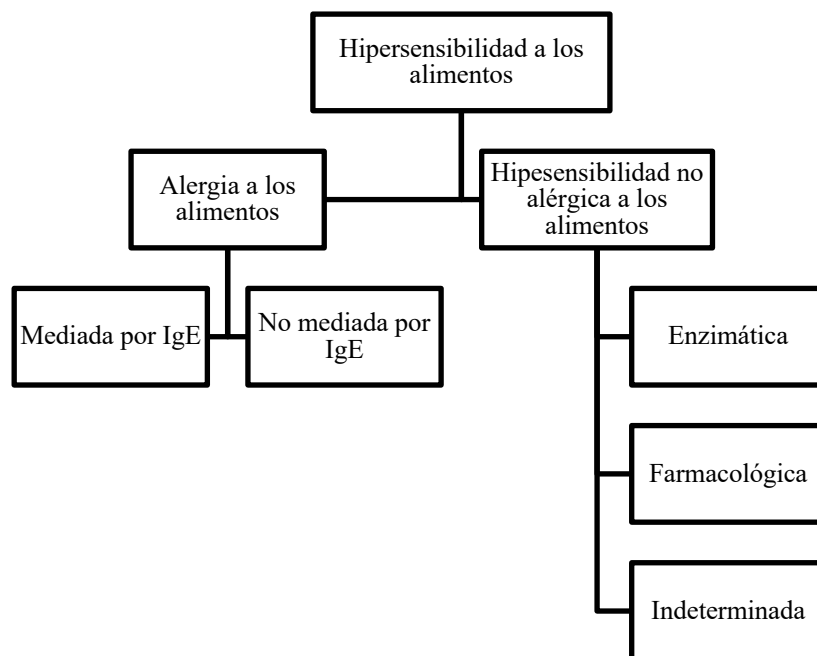 Hipersensibilidad a los
alimentos
Alergia a los
alimentos
Hipesensibilidad no
alérgica a los
alimentos
Mediada por IgE
No mediada por
IgE
Enzimática
Farmacológica
Indeterminada